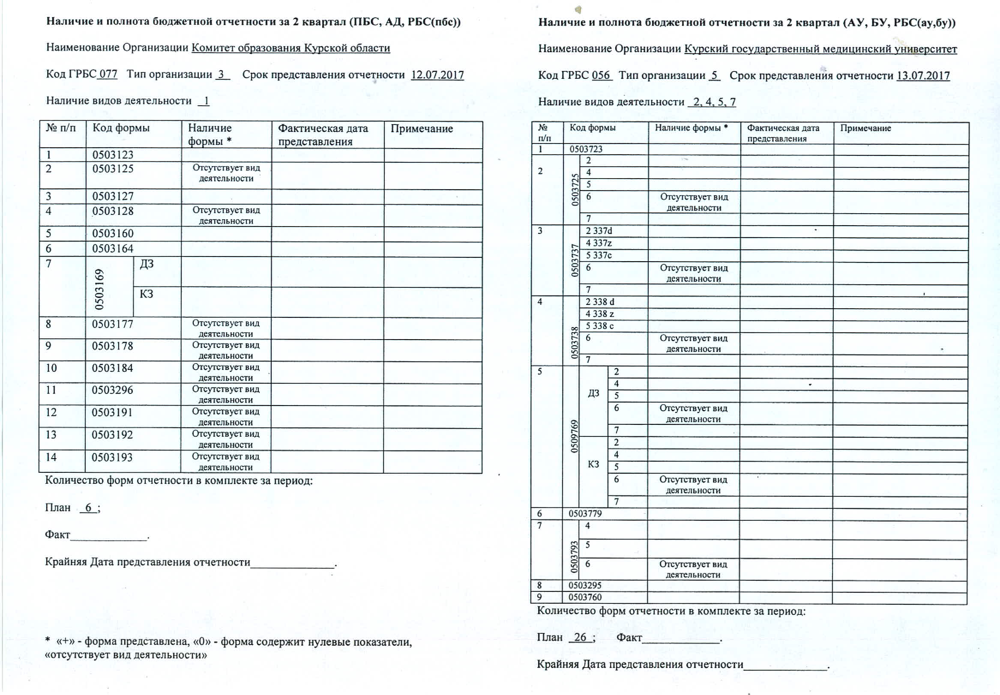 Наличие и полнота бюджетной отчетности за 2 квартал (ПБС, АД, РБС(пбс))
Наименование Организации Комитет образования Курской области
Код ГРБС 077 Тип организации 3 Срок представления отчетности 12.07.2017
Наличие видов деятельности 1
№ п/п Код формы Наличие формы * Фактическая дата представления Примечание
1 0503123
2 0503125 Отсутствует вид деятельности
3 0503127
4 0503128 Отсутствует вид деятельности
5 0503160
6 0503164
7 0503169 ДЗ
КЗ
8 0503177 Отсутствует вид деятельности
9 0503178 Отсутствует вид деятельности
10 0503184 Отсутствует вид деятельности
11 0503296 Отсутствует вид деятельности
12 0503191 Отсутствует вид деятельности
13 0503192 Отсутствует вид деятельности
14 0503193 Отсутствует вид деятельности
Количество форм отчетности в комплекте за период:
План 6 ;
Факт_____________.
Крайняя Дата представления отчетности______________.
* «+» - форма представлена, «0» - форма содержит нулевые показатели,
«отсутствует вид деятельности»
Наличие и полнота бюджетной отчетности за 2 квартал (АУ, БУ, РБС(ау,бу))
Наименование Организации Курский государственный медицинский университет
Код ГРБС 056 Тип организации 5 Срок представления отчетности 13.07.2017
Наличие видов деятельности 2, 4, 5, 7
№ п/п Код формы Наличие формы * Фактическая дата представления Примечание
1 0503723
2 0503725 2
4
5
6 Отсутствует вид деятельности
7
3 0503737 2 337d
4 337z
5 337c
6 Отсутствует вид деятельности
7
4 0503738 2 338 d
4 338 z
5 338 c
6 Отсутствует вид деятельности
7
5 0509769 ДЗ 2
4
5
6 Отсутствует вид деятельности
7
КЗ 2
4
5
6 Отсутствует вид деятельности
7
6 0503779
7 0503793 4
5
6 Отсутствует вид деятельности
8 0503295
9 0503760
Количество форм отчетности в комплекте за период:
План 26 ; Факт_____________.
Крайняя Дата представления отчетности______________.